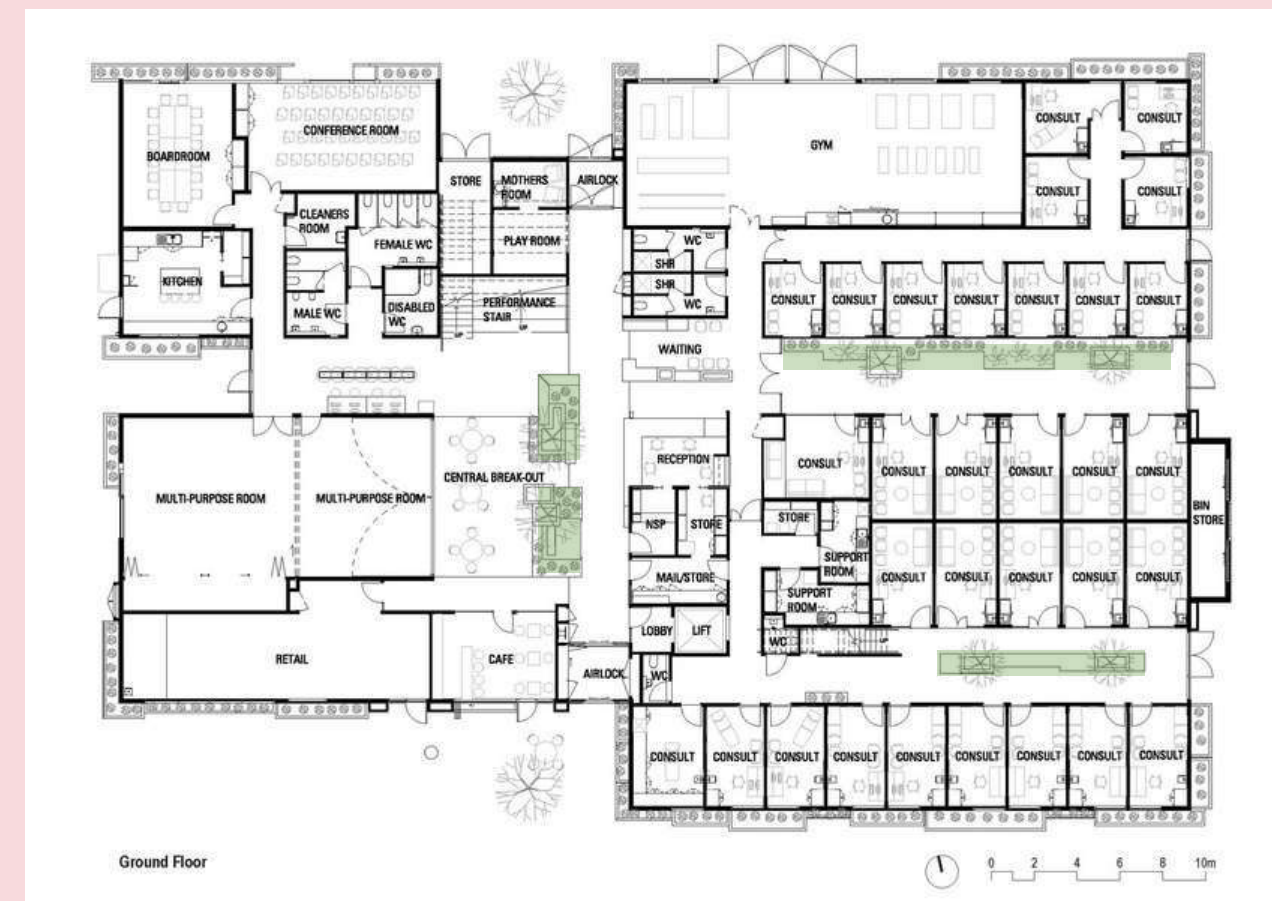 CONFERENCE ROOM
BOARDROOM
GYM
CONSULT
CONSULT
CONSULT
CONSULT
STORE
MOTHERS
ROOM
AIRLOCK
CLEANERS
ROOM
FEMALE WC
PLAY ROOM
WC
SHR
SHR
WC
KITCHEN
MALE WC
DISABLED
WC
PERFORMANCE
STAIR
UP
UP
CONSULT
CONSULT
CONSULT
CONSULT
CONSULT
CONSULT
CONSULT
WAITING
MULTI-PURPOSE ROOM
MULTI-PURPOSE ROOM
CENTRAL BREAK-OUT
RECEPTION
CONSULT
CONSULT
CONSULT
CONSULT
CONSULT
CONSULT
BIN
STORE
NSP
STORE
STORE
SUPPORT
ROOM
MAIL/STORE
SUPPORT
ROOM
CONSULT
CONSULT
CONSULT
CONSULT
CONSULT
RETAIL
CAFE
LOBBY
LIFT
WC
UP
AIRLOCK
WC
CONSULT
CONSULT
CONSULT
CONSULT
CONSULT
CONSULT
CONSULT
CONSULT
CONSULT
Ground Floor
0 2 4 6 8 10m